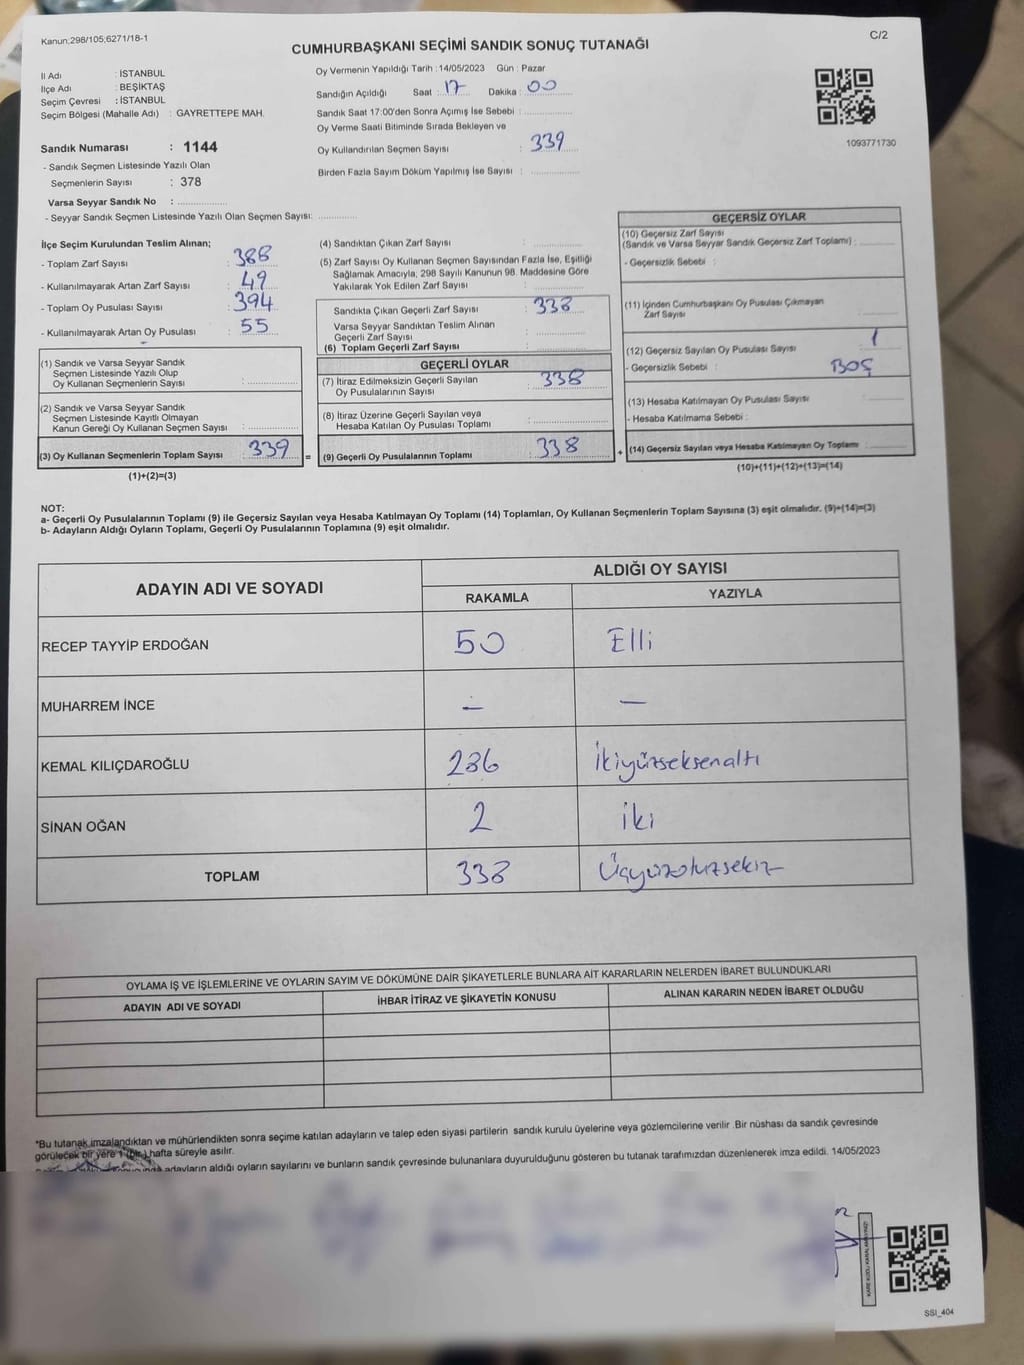 Kanun;298/105;6271/18-1
C/2
CUMHURBAŞKANI SEÇİMİ SANDIK SONUÇ TUTANAĞI
İl Adı : İSTANBUL
İlçe Adı : BEŞİKTAŞ
Seçim Çevresi : İSTANBUL
Seçim Bölgesi (Mahalle Adı) : GAYRETTEPE MAH.
Oy Vermenin Yapıldığı Tarih :14/05/2023 Gün : Pazar
Sandığın Açıldığı Saat : 17 Dakika : 00
Sandık Saat 17:00'den Sonra Açımış İse Sebebi :
Oy Verme Saati Bitiminde Sırada Bekleyen ve
Oy Kullandırılan Seçmen Sayısı : 339
Birden Fazla Sayım Döküm Yapılmış İse Sayısı :
1093771730
Sandık Numarası : 1144
- Sandık Seçmen Listesinde Yazılı Olan
Seçmenlerin Sayısı : 378
Varsa Seyyar Sandık No :
- Seyyar Sandık Seçmen Listesinde Yazılı Olan Seçmen Sayısı:
İlçe Seçim Kurulundan Teslim Alınan;
- Toplam Zarf Sayısı : 388
- Kullanılmayarak Artan Zarf Sayısı : 49
- Toplam Oy Pusulası Sayısı : 394
- Kullanılmayarak Artan Oy Pusulası : 55
(1) Sandık ve Varsa Seyyar Sandık
Seçmen Listesinde Yazılı Olup
Oy Kullanan Seçmenlerin Sayısı :
(2) Sandık ve Varsa Seyyar Sandık
Seçmen Listesinde Kayıtlı Olmayan
Kanun Gereği Oy Kullanan Seçmen Sayısı :
(3) Oy Kullanan Seçmenlerin Toplam Sayısı : 339 =
(1)+(2)=(3)
(4) Sandıktan Çıkan Zarf Sayısı :
(5) Zarf Sayısı Oy Kullanan Seçmen Sayısından Fazla İse, Eşitliği
Sağlamak Amacıyla; 298 Sayılı Kanunun 98. Maddesine Göre
Yakılarak Yok Edilen Zarf Sayısı :
Sandıkta Çıkan Geçerli Zarf Sayısı : 338
Varsa Seyyar Sandıktan Teslim Alınan
Geçerli Zarf Sayısı :
(6) Toplam Geçerli Zarf Sayısı :
GEÇERLİ OYLAR
(7) İtiraz Edilmeksizin Geçerli Sayılan
Oy Pusulasının Sayısı : 338
(8) İtiraz Üzerine Geçerli Sayılan veya
Hesaba Katılan Oy Pusulası Toplamı :
(9) Geçerli Oy Pusulalarının Toplamı : 338 +
GEÇERSİZ OYLAR
(10) Geçersiz Zarf Sayısı
(Sandık ve Varsa Seyyar Sandık Geçersiz Zarf Toplamı) :
- Geçersizlik Sebebi :
(11) İçinden Cumhurbaşkanı Oy Pusulası Çıkmayan
Zarf Sayısı :
(12) Geçersiz Sayılan Oy Pusulası Sayısı : 1
- Geçersizlik Sebebi : BOŞ
(13) Hesaba Katılmayan Oy Pusulası Sayısı :
- Hesaba Katılmama Sebebi :
(14) Geçersiz Sayılan veya Hesaba Katılmayan Oy Toplamı :
(10)+(11)+(12)+(13)=(14)
NOT:
a- Geçerli Oy Pusulalarının Toplamı (9) ile Geçersiz Sayılan veya Hesaba Katılmayan Oy Toplamı (14) Toplamları, Oy Kullanan Seçmenlerin Toplam Sayısına (3) eşit olmalıdır. (9)+(14)=(3)
b- Adayların Aldığı Oyların Toplamı, Geçerli Oy Pusulalarının Toplamına (9) eşit olmalıdır.
ADAYIN ADI VE SOYADI
ALDIĞI OY SAYISI
RAKAMLA YAZIYLA
RECEP TAYYİP ERDOĞAN 50 Elli
MUHARREM İNCE – –
KEMAL KILIÇDAROĞLU 286 İkiyüzseksenaltı
SİNAN OĞAN 2 iki
TOPLAM 338 Üçyüzotuzsekiz
OYLAMA İŞ VE İŞLEMLERİNE VE OYLARIN SAYIM VE DÖKÜMÜNE DAİR ŞİKAYETLERLE BUNLARA AİT KARARLARIN NELERDEN İBARET BULUNDUKLARI
ADAYIN ADI VE SOYADI İHBAR İTİRAZ VE ŞİKAYETİN KONUSU ALINAN KARARIN NEDEN İBARET OLDUĞU
*Bu tutanak imzalandıktan ve mühürlendikten sonra seçime katılan adayların ve talep eden siyasi partilerin sandık kurulu üyelerine veya gözlemcilerine verilir .Bir nüshası da sandık çevresinde
görülecek bir yere 1 (bir) hafta süreyle asılır.
adayların aldığı oyların sayılarını ve bunların sandık çevresinde bulunanlara duyurulduğunu gösteren bu tutanak tarafımızdan düzenlenerek imza edildi. 14/05/2023
SSI_404